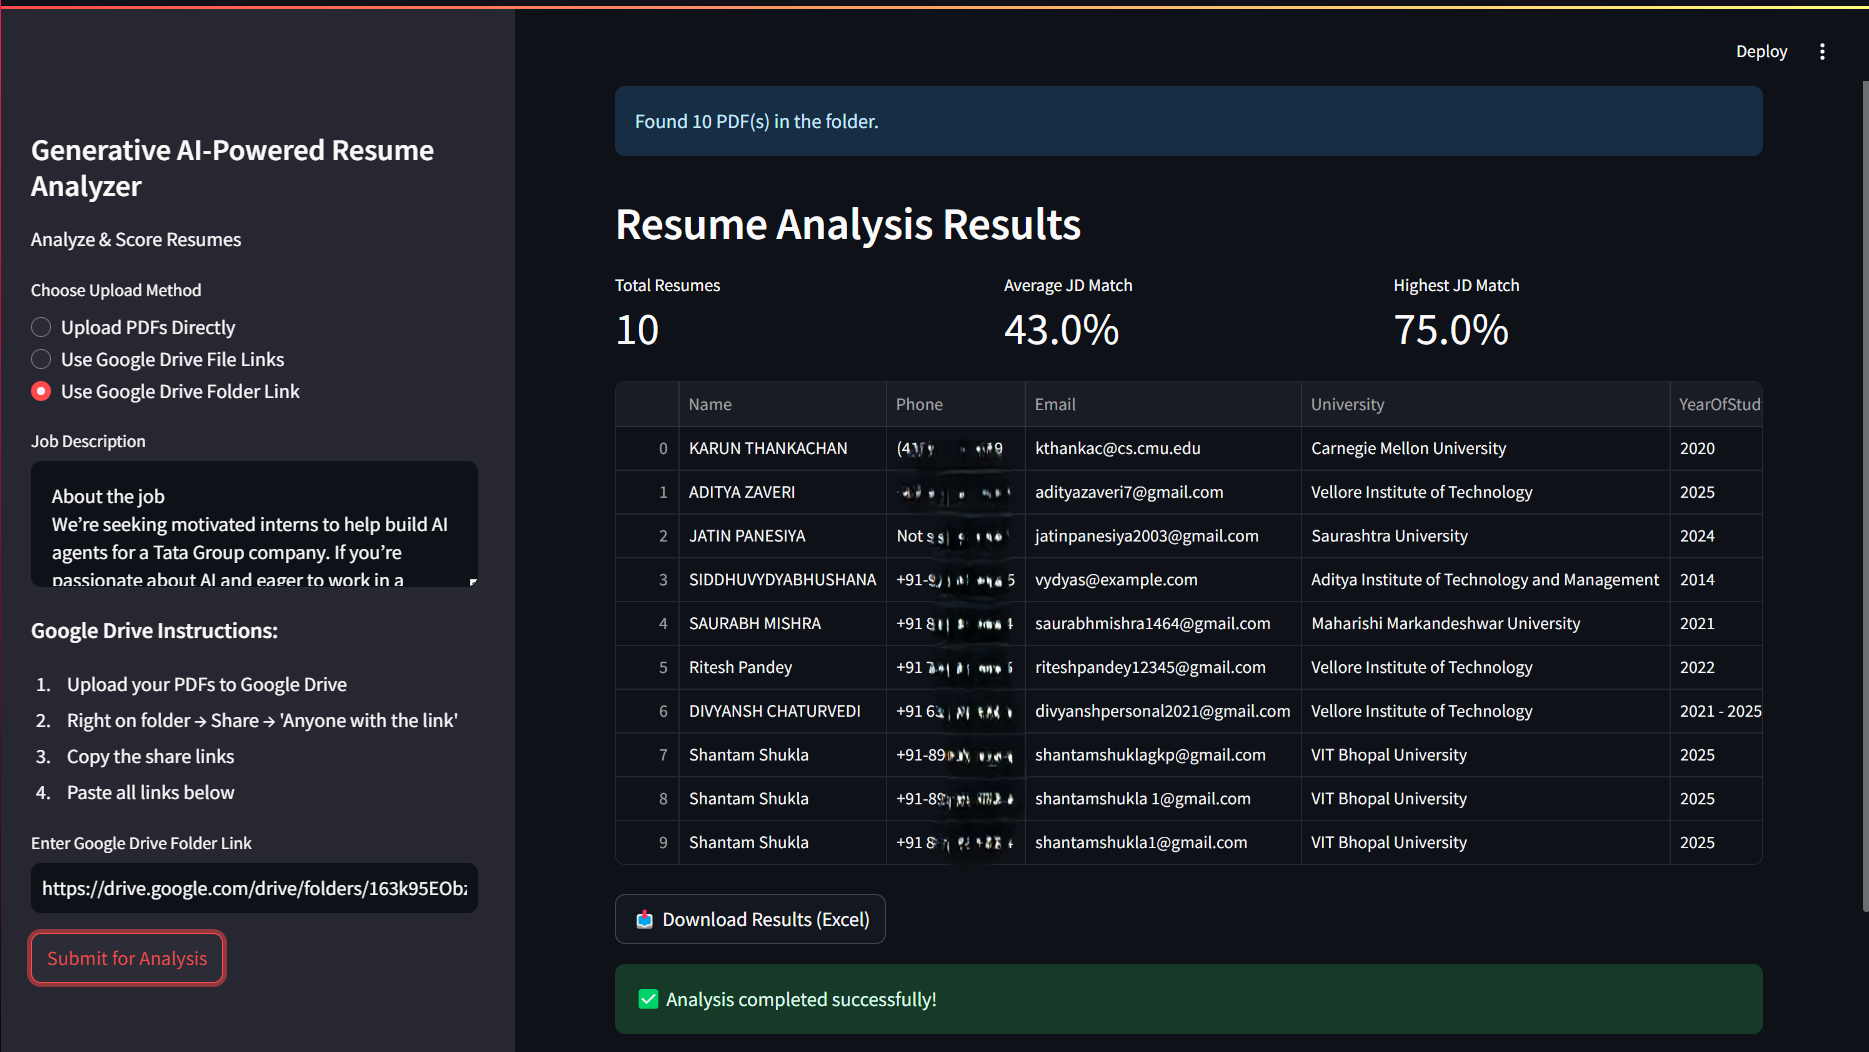 Deploy
Generative AI-Powered Resume
Analyzer
Analyze & Score Resumes
Choose Upload Method
Upload PDFs Directly
Use Google Drive File Links
Use Google Drive Folder Link
Job Description
About the job
We’re seeking motivated interns to help build AI
agents for a Tata Group company. If you’re
passionate about AI and eager to work in a
Google Drive Instructions:
1. Upload your PDFs to Google Drive
2. Right on folder → Share → 'Anyone with the link'
3. Copy the share links
4. Paste all links below
Enter Google Drive Folder Link
https://drive.google.com/drive/folders/163k95EObz
Submit for Analysis
Found 10 PDF(s) in the folder.
Resume Analysis Results
Total Resumes Average JD Match Highest JD Match
10 43.0% 75.0%
Name Phone Email University YearOfStud
0 KARUN THANKACHAN kthankac@cs.cmu.edu Carnegie Mellon University 2020
1 ADITYA ZAVERI adityazaveri7@gmail.com Vellore Institute of Technology 2025
2 JATIN PANESIYA Not jatinpanesiya2003@gmail.com Saurashtra University 2024
3 SIDDHUVYDYABHUSHANA +91- vydyas@example.com Aditya Institute of Technology and Management 2014
4 SAURABH MISHRA +91 saurabhmishra1464@gmail.com Maharishi Markandeshwar University 2021
5 Ritesh Pandey +91 riteshpandey12345@gmail.com Vellore Institute of Technology 2022
6 DIVYANSH CHATURVEDI +91 divyanshpersonal2021@gmail.com Vellore Institute of Technology 2021 - 2025
7 Shantam Shukla +91-89 shantamshuklagkp@gmail.com VIT Bhopal University 2025
8 Shantam Shukla +91-89 shantamshukla 1@gmail.com VIT Bhopal University 2025
9 Shantam Shukla +91 8 shantamshukla1@gmail.com VIT Bhopal University 2025
Download Results (Excel)
Analysis completed successfully!